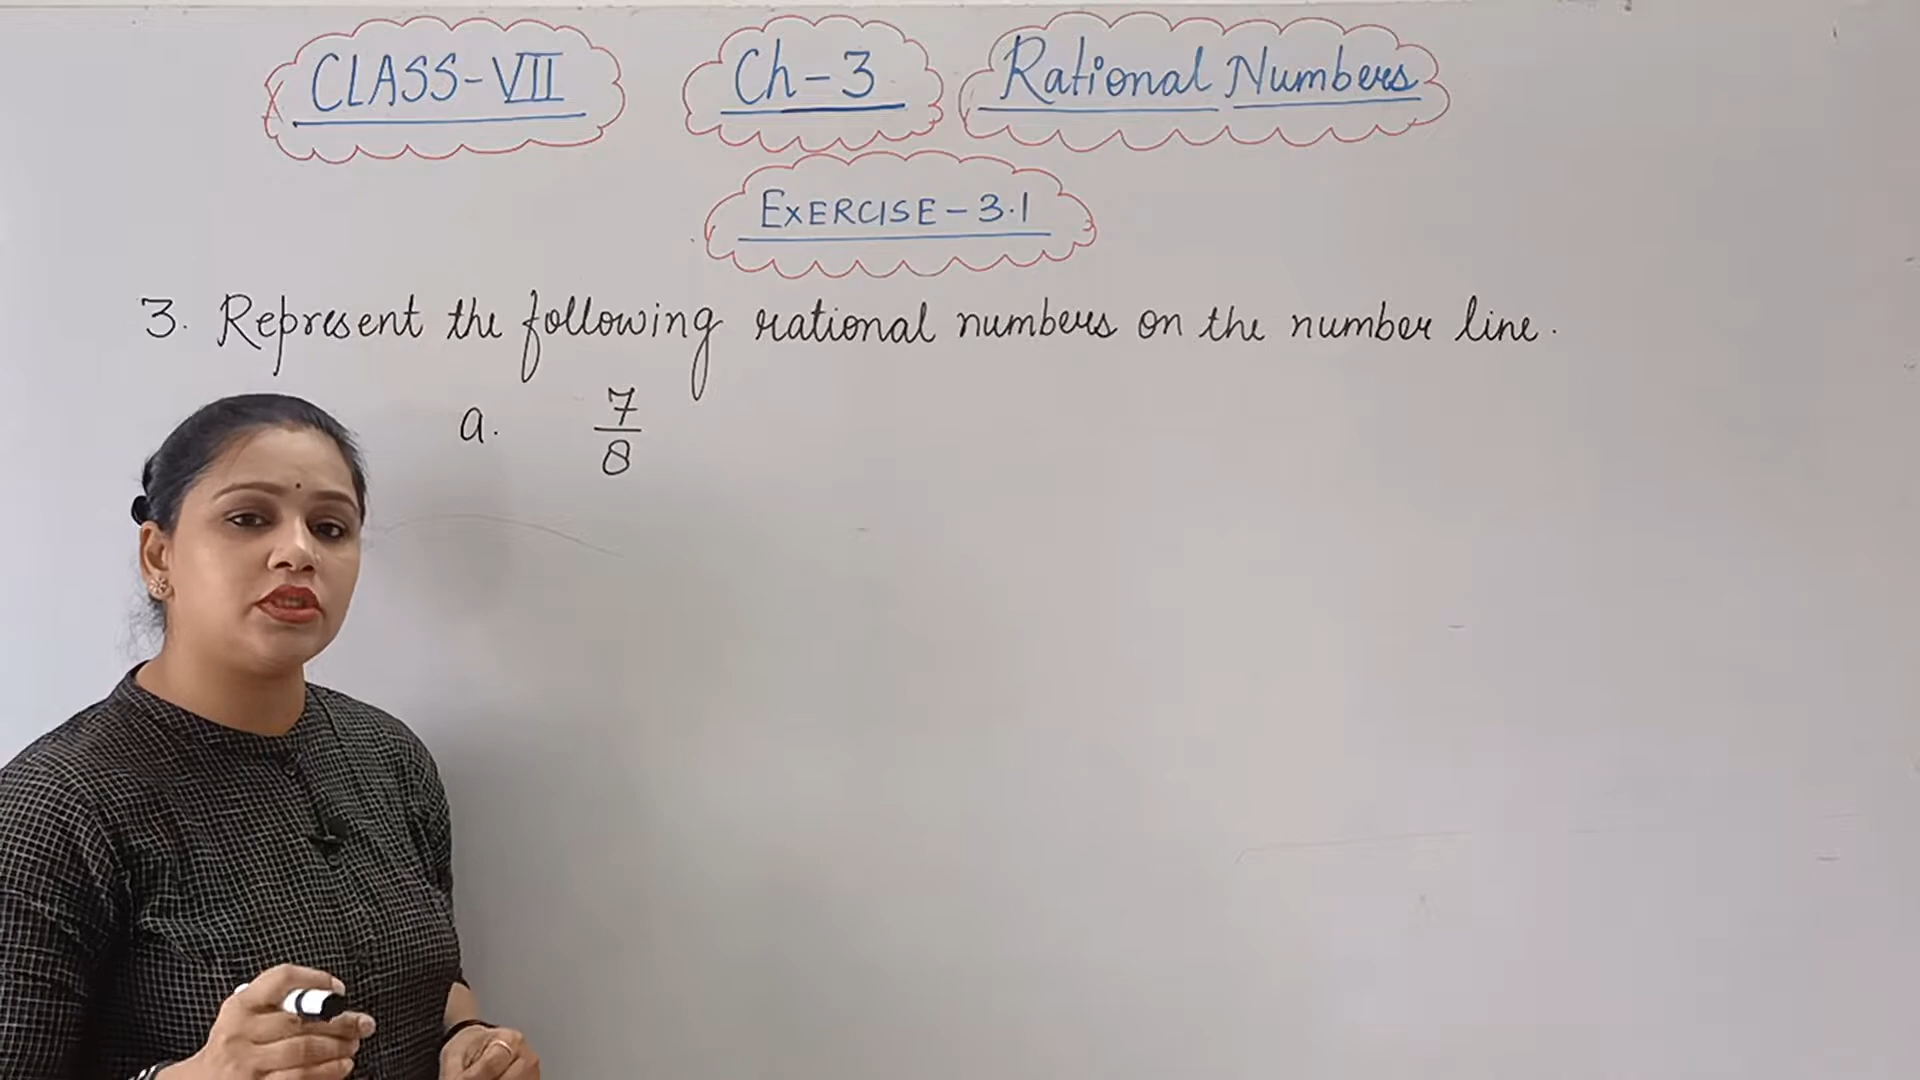 CLASS-VII Ch-3 Rational Numbers
EXERCISE-3.1
3. Represent the following rational numbers on the number line.
a. 7/8